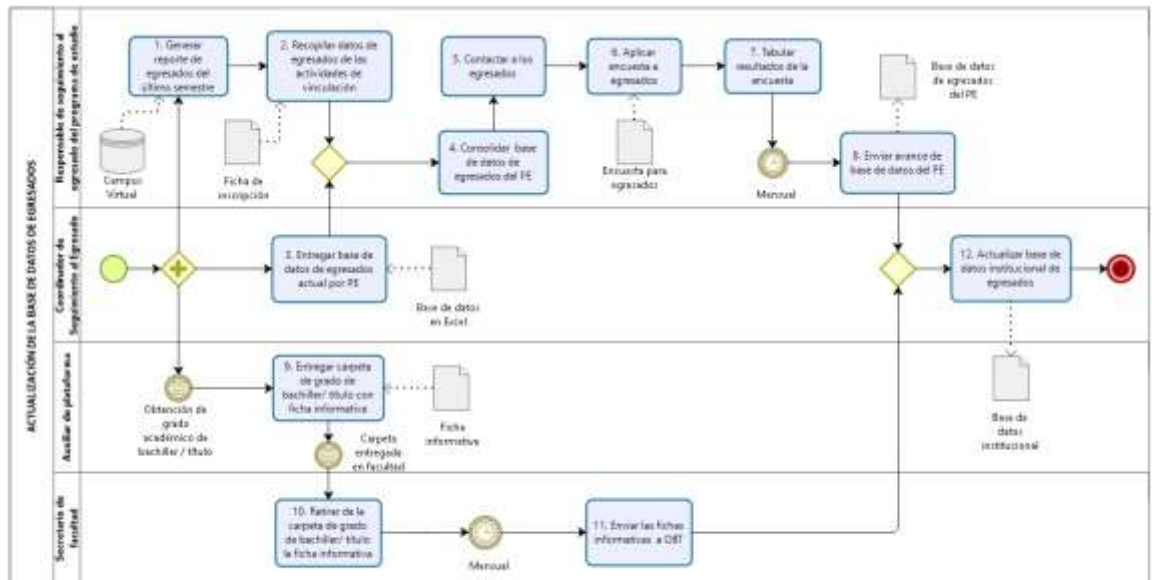 ACTUALIZACIÓN DE LA BASE DE DATOS DE EGRESADOS
Responsable de seguimiento al
egresado del programa de estudio
1. Generar
reporte de
egresados del
último semestre
2. Recopilar datos de
egresados de las
actividades de
vinculación
5. Contactar a los
egresados
6. Aplicar
encuesta a
egresados
7. Tabular
resultados de la
encuesta
Base de datos
de egresados
del PE
Campus
Virtual
Ficha de
inscripción
4. Consolidar base
de datos de
egresados del PE
Encuesta para
egresados
Mensual
8. Enviar avance de
base de datos del PE
Coordinador de
Seguimiento al Egresado
3. Entregar base de
datos de egresados
actual por PE
Base de datos
en Excel
12. Actualizar base de
datos institucional de
egresados
Auxiliar de plataforma
Obtención de
grado
académico de
bachiller / título
9. Entregar carpeta
de grado de
bachiller/ título con
ficha informativa
Ficha
informativa
Carpeta
entregada
en facultad
Base de
datos
institucional
Secretaria de
facultad
10. Retirar de la
carpeta de grado
de bachiller/ título
la ficha informativa
Mensual
11. Enviar las fichas
informativas a